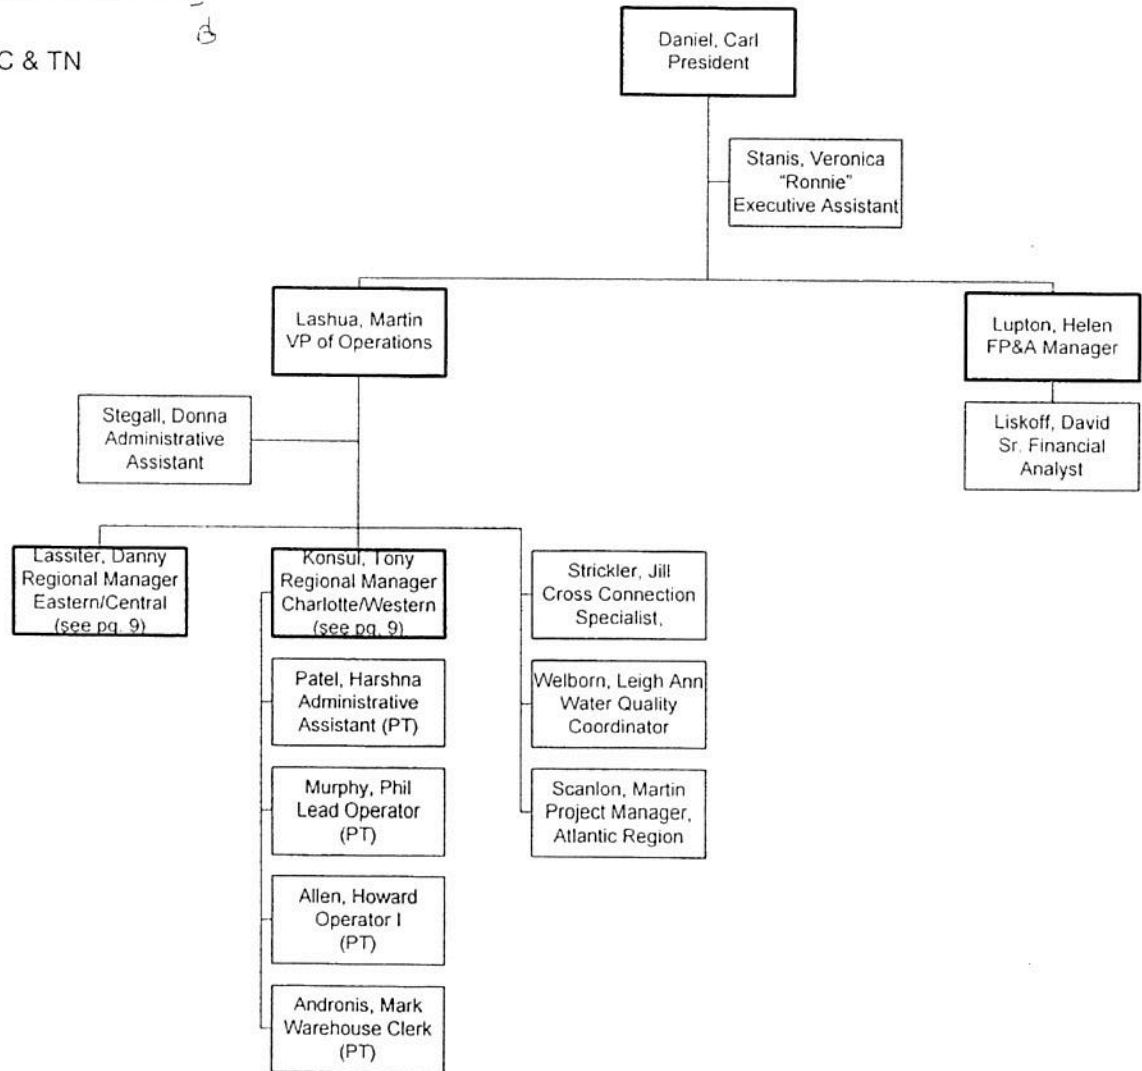 C & TN
Daniel, Carl
President
Stanis, Veronica
"Ronnie"
Executive Assistant
Lashua, Martin
VP of Operations
Lupton, Helen
FP&A Manager
Stegall, Donna
Administrative
Assistant
Liskoff, David
Sr. Financial
Analyst
Lassiter, Danny
Regional Manager
Eastern/Central
(see pg. 9)
Konsul, Tony
Regional Manager
Charlotte/Western
(see pg. 9)
Strickler, Jill
Cross Connection
Specialist,
Patel, Harshna
Administrative
Assistant (PT)
Welborn, Leigh Ann
Water Quality
Coordinator
Murphy, Phil
Lead Operator
(PT)
Scanlon, Martin
Project Manager,
Atlantic Region
Allen, Howard
Operator I
(PT)
Andronis, Mark
Warehouse Clerk
(PT)